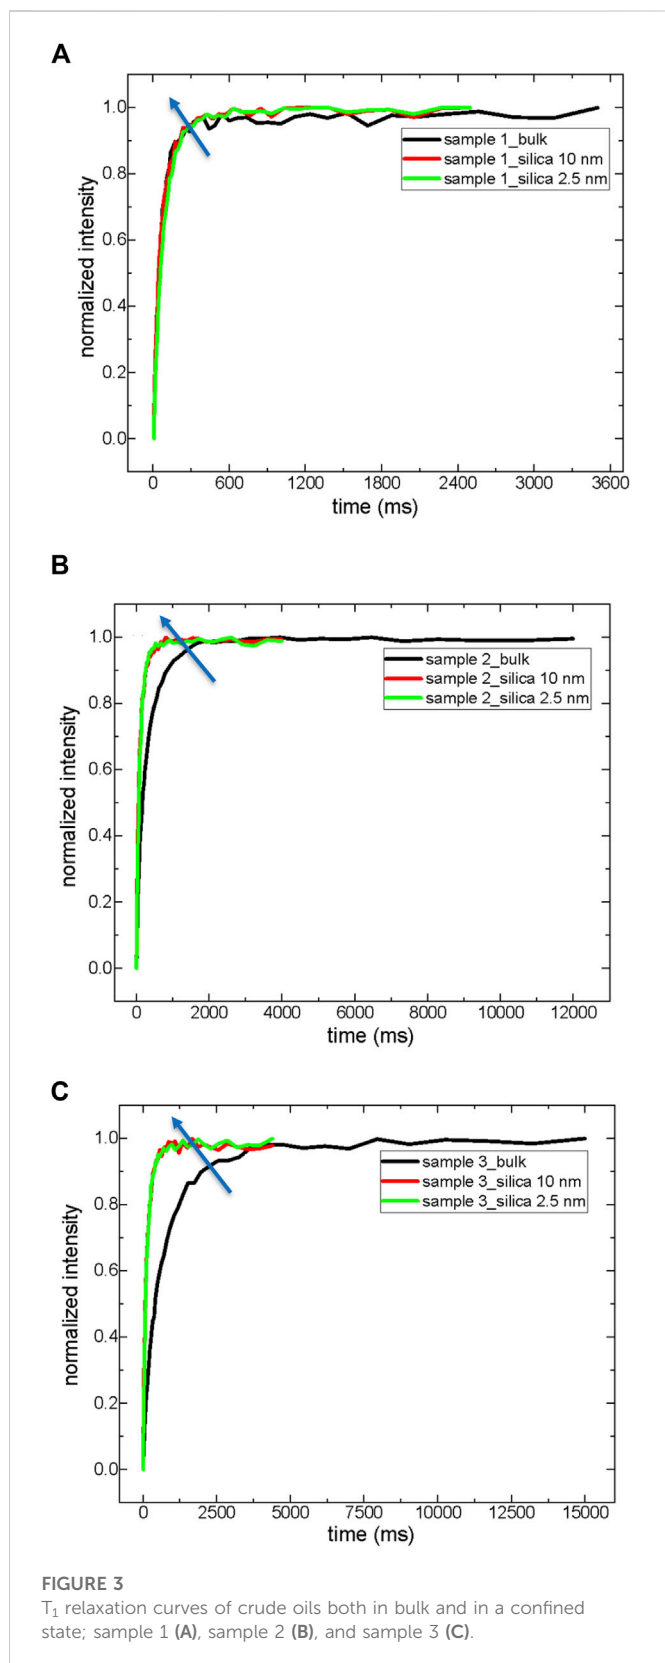 A
normalized intensity
1.0
0.8
0.6
0.4
0.2
0.0
sample 1_bulk
sample 1_silica 10 nm
sample 1_silica 2.5 nm
0 600 1200 1800 2400 3000 3600
time (ms)
B
normalized intensity
1.0
0.8
0.6
0.4
0.2
0.0
sample 2_bulk
sample 2_silica 10 nm
sample 2_silica 2.5 nm
0 2000 4000 6000 8000 10000 12000
time (ms)
C
normalized intensity
1.0
0.8
0.6
0.4
0.2
0.0
sample 3_bulk
sample 3_silica 10 nm
sample 3_silica 2.5 nm
0 2500 5000 7500 10000 12500 15000
time (ms)
FIGURE 3
T₁ relaxation curves of crude oils both in bulk and in a confined
state; sample 1 (A), sample 2 (B), and sample 3 (C).